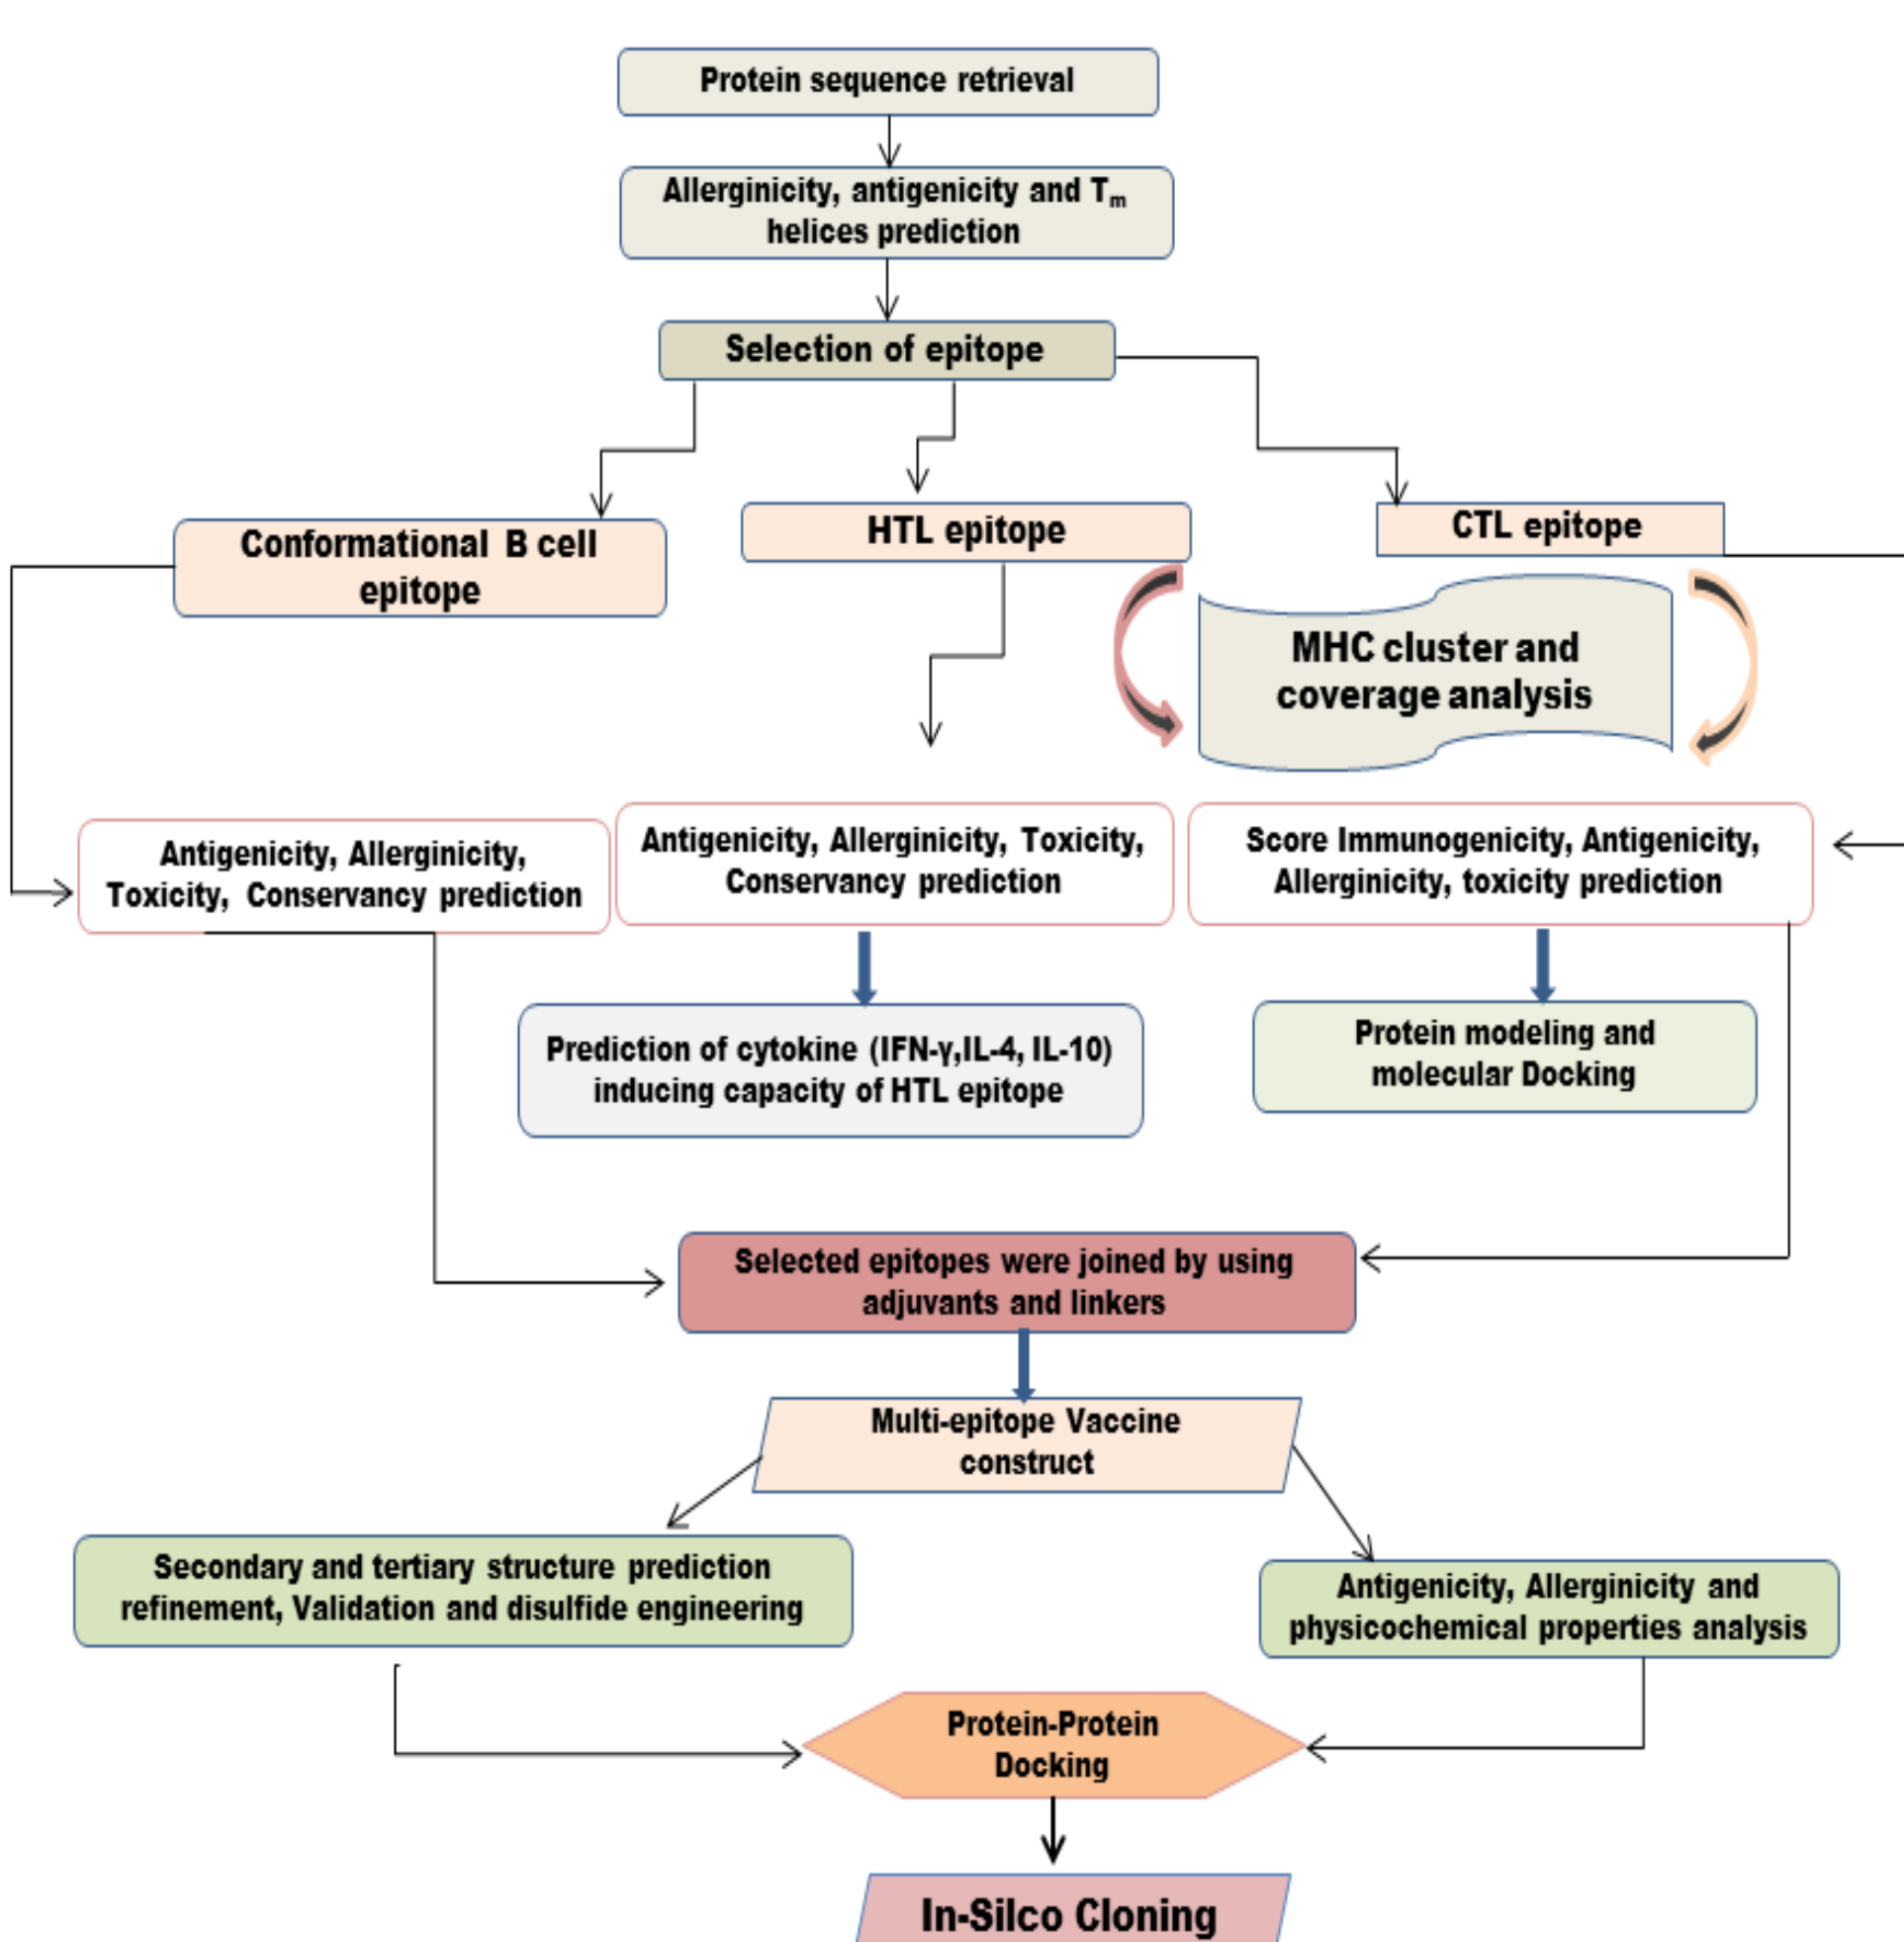 Protein sequence retrieval
Allerginicity, antigenicity and Tm
helices prediction
Selection of epitope
Conformational B cell
epitope
HTL epitope
CTL epitope
MHC cluster and
coverage analysis
Antigenicity, Allerginicity,
Toxicity, Conservancy prediction
Antigenicity, Allerginicity, Toxicity,
Conservancy prediction
Score Immunogenicity, Antigenicity,
Allerginicity, toxicity prediction
Prediction of cytokine (IFN-γ,IL-4, IL-10)
inducing capacity of HTL epitope
Protein modeling and
molecular Docking
Selected epitopes were joined by using
adjuvants and linkers
Multi-epitope Vaccine
construct
Secondary and tertiary structure prediction
refinement, Validation and disulfide engineering
Antigenicity, Allerginicity and
physicochemical properties analysis
Protein-Protein
Docking
In-Silco Cloning